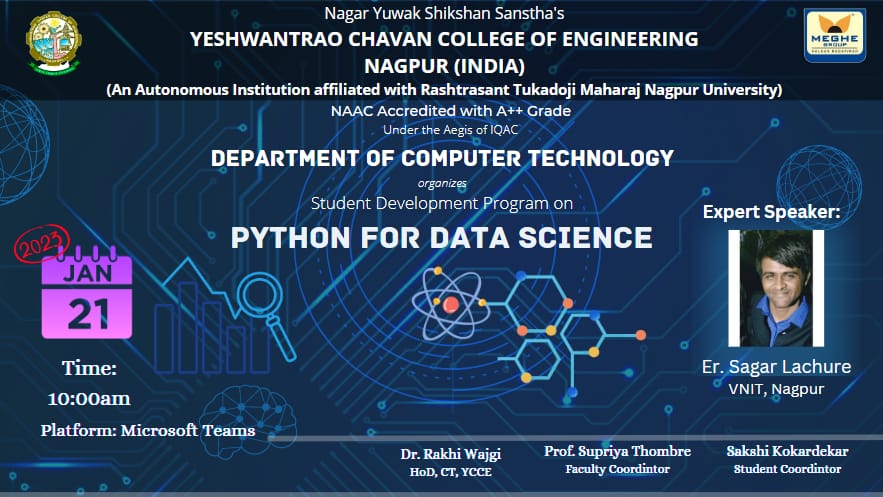 Nagar Yuwak Shikshan Sanstha's
YESHWANTRAO CHAVAN COLLEGE OF ENGINEERING
NAGPUR (INDIA)
(An Autonomous Institution affiliated with Rashtrasant Tukadoji Maharaj Nagpur University)
NAAC Accredited with A++ Grade
Under the Aegis of IQAC
MEGHE
GROUP
DEPARTMENT OF COMPUTER TECHNOLOGY
organizes
Student Development Program on
PYTHON FOR DATA SCIENCE
2023
JAN
21
Time:
10:00am
Platform: Microsoft Teams
Expert Speaker:
Er. Sagar Lachure
VNIT, Nagpur
Dr. Rakhi Wajgi
HoD, CT, YCCE
Prof. Supriya Thombre
Faculty Coordintor
Sakshi Kokardekar
Student Coordintor